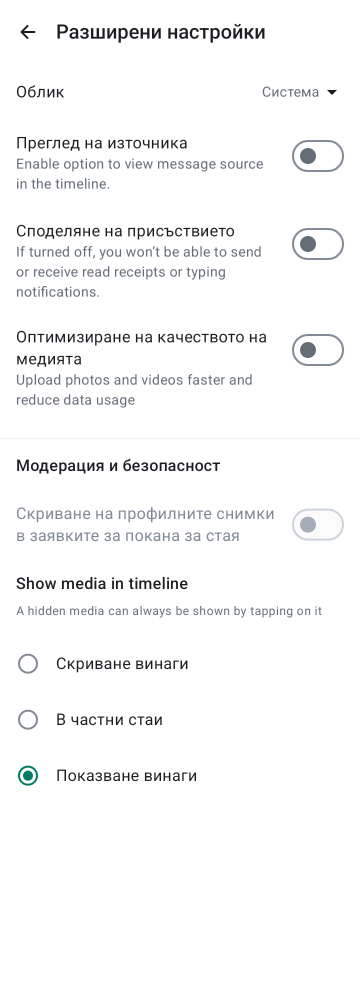 Разширени настройки
Облик
Система
Преглед на източника
Enable option to view message source
in the timeline.
Споделяне на присъствието
If turned off, you won't be able to send
or receive read receipts or typing
notifications.
Оптимизиране на качеството на
медията
Upload photos and videos faster and
reduce data usage
Модерация и безопасност
Скриване на профилните снимки
в заявките за покана за стая
Show media in timeline
A hidden media can always be shown by tapping on it
Скриване винаги
В частни стаи
Показване винаги